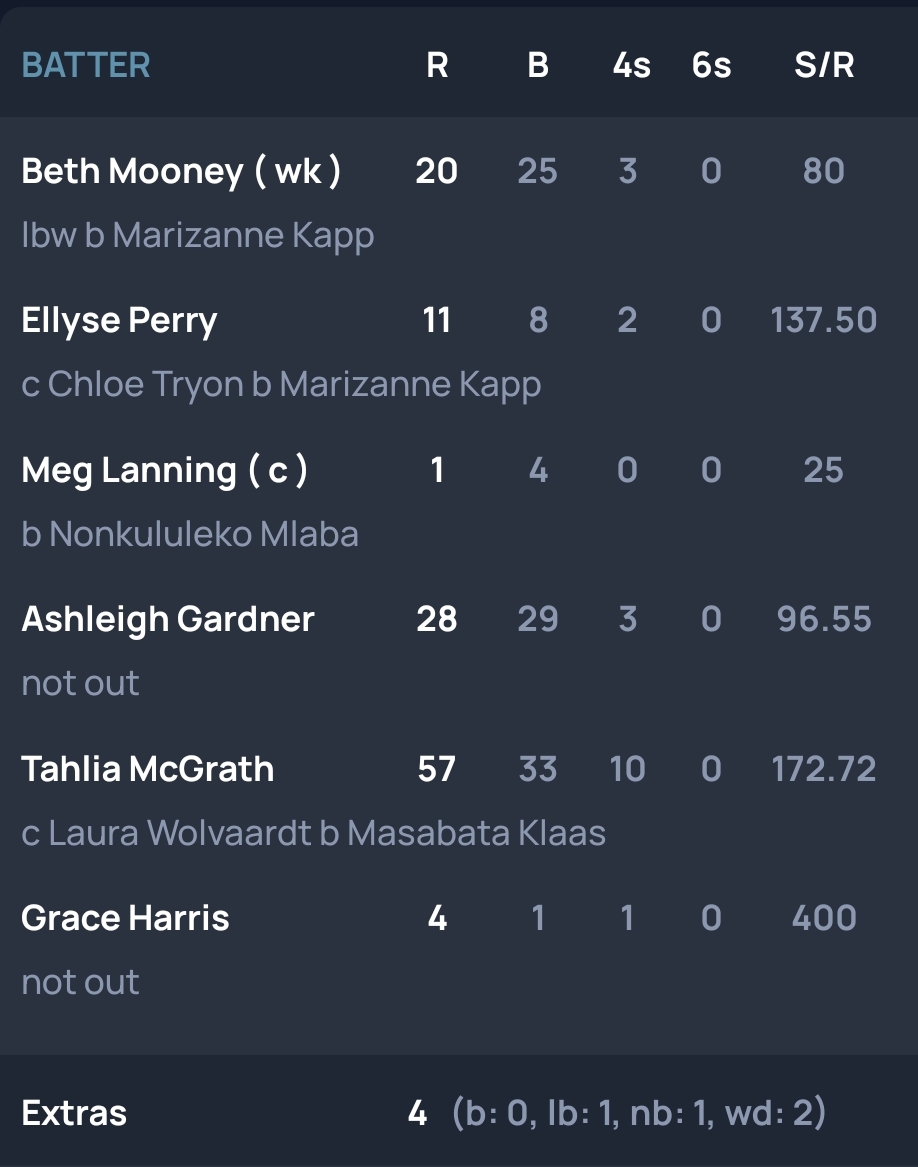 BATTER R B 4s 6s S/R
Beth Mooney ( wk ) 20 25 3 0 80
lbw b Marizanne Kapp
Ellyse Perry 11 8 2 0 137.50
c Chloe Tryon b Marizanne Kapp
Meg Lanning ( c ) 1 4 0 0 25
b Nonkululeko Mlaba
Ashleigh Gardner 28 29 3 0 96.55
not out
Tahlia McGrath 57 33 10 0 172.72
c Laura Wolvaardt b Masabata Klaas
Grace Harris 4 1 1 0 400
not out
Extras 4 (b: 0, lb: 1, nb: 1, wd: 2)